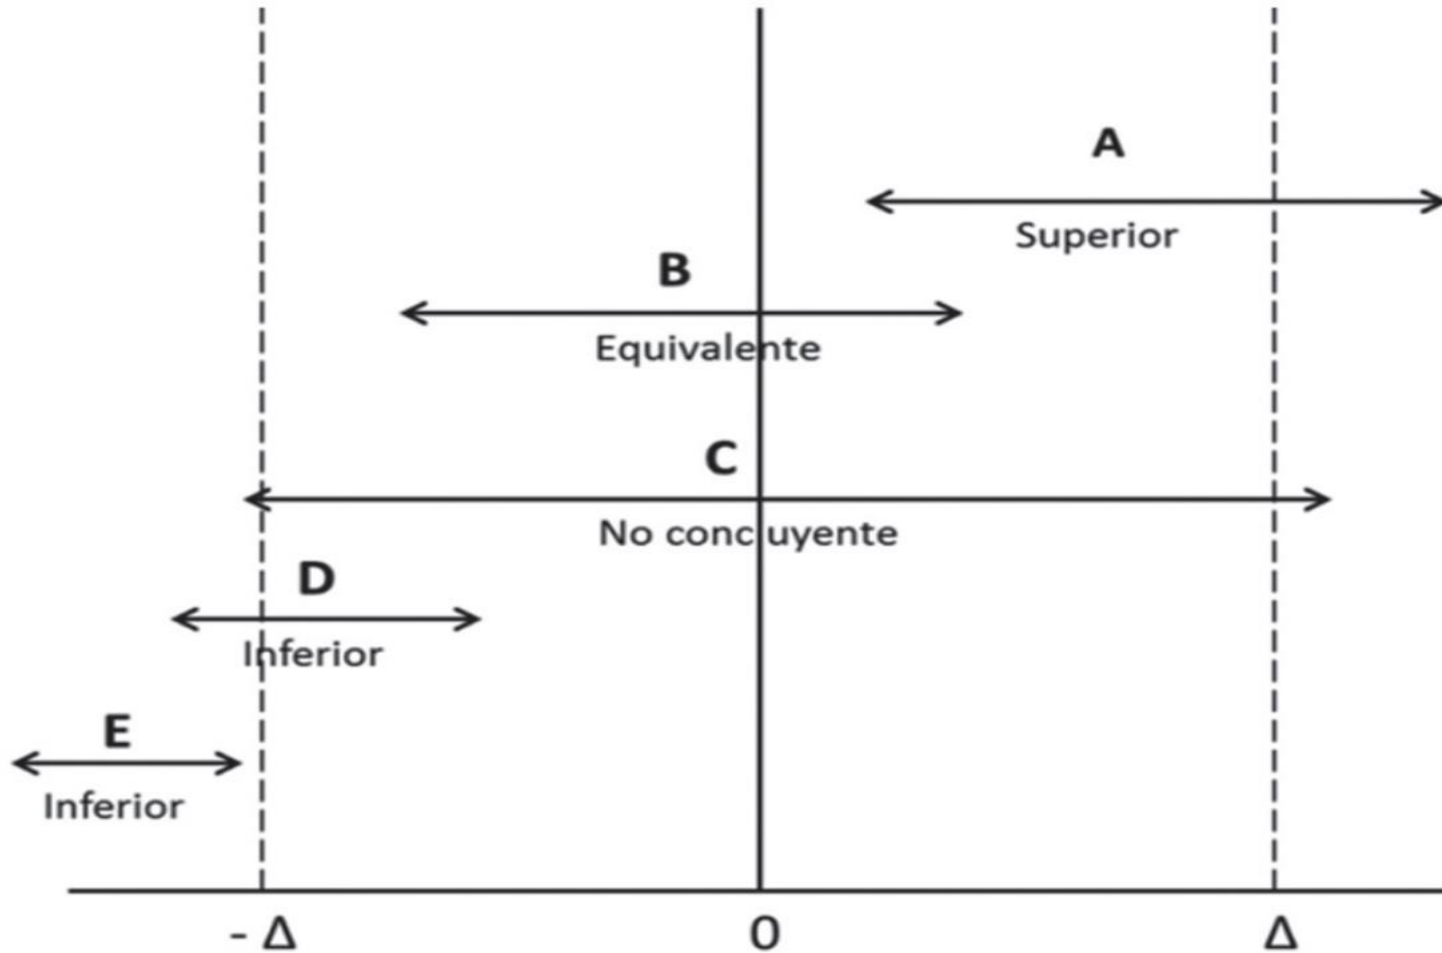 A
Superior
B
Equivalente
C
No concluyente
D
Inferior
E
Inferior
- Δ
0
Δ